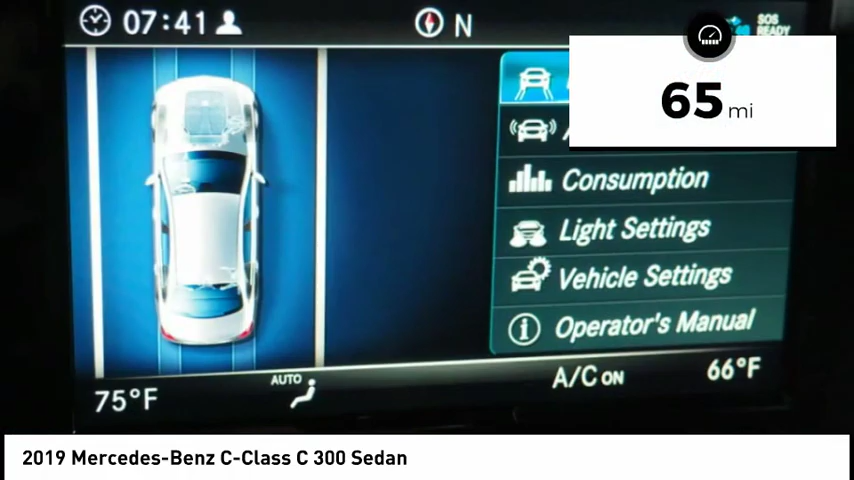 07:41
N
SOS
READY
65 mi
Consumption
Light Settings
Vehicle Settings
Operator's Manual
75°F
AUTO
A/C ON
66°F
2019 Mercedes-Benz C-Class C 300 Sedan